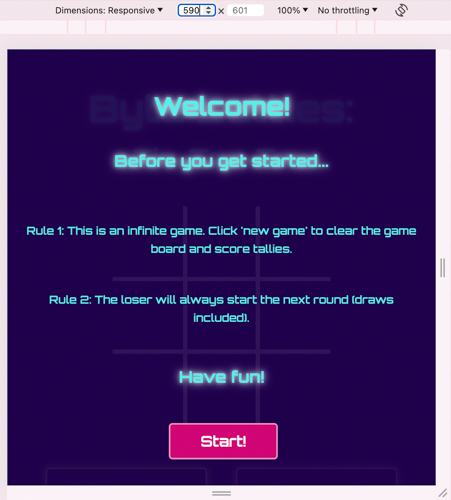 Dimensions: Responsive ▼ 590 × 601 100% ▼ No throttling ▼
Welcome!
Before you get started...
Rule 1: This is an infinite game. Click 'new game' to clear the game
board and score tallies.
Rule 2: The loser will always start the next round (draws
included).
Have fun!
Start!